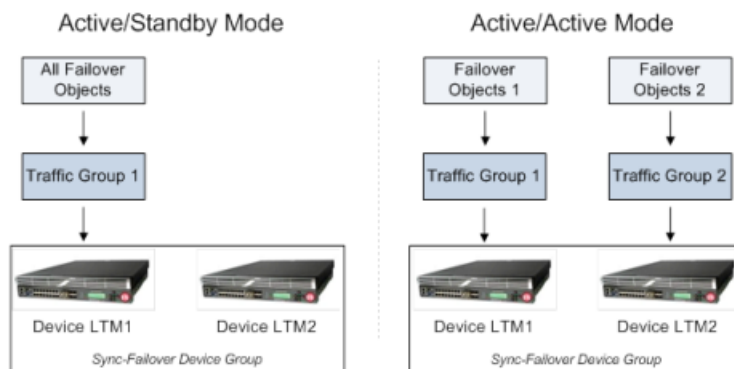 Active/Standby Mode
All Failover
Objects
Traffic Group 1
Device LTM1
Device LTM2
Sync-Failover Device Group
Active/Active Mode
Failover
Objects 1
Failover
Objects 2
Traffic Group 1
Traffic Group 2
Device LTM1
Device LTM2
Sync-Failover Device Group